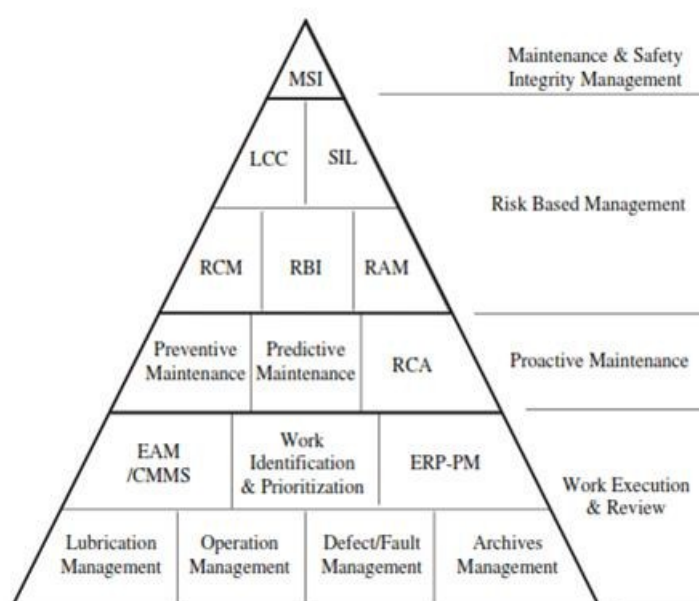 MSI
Maintenance & Safety
Integrity Management
LCC
SIL
Risk Based Management
RCM
RBI
RAM
Preventive
Maintenance
Predictive
Maintenance
RCA
Proactive Maintenance
EAM
/CMMS
Work
Identification
& Prioritization
ERP-PM
Work Execution
& Review
Lubrication
Management
Operation
Management
Defect/Fault
Management
Archives
Management